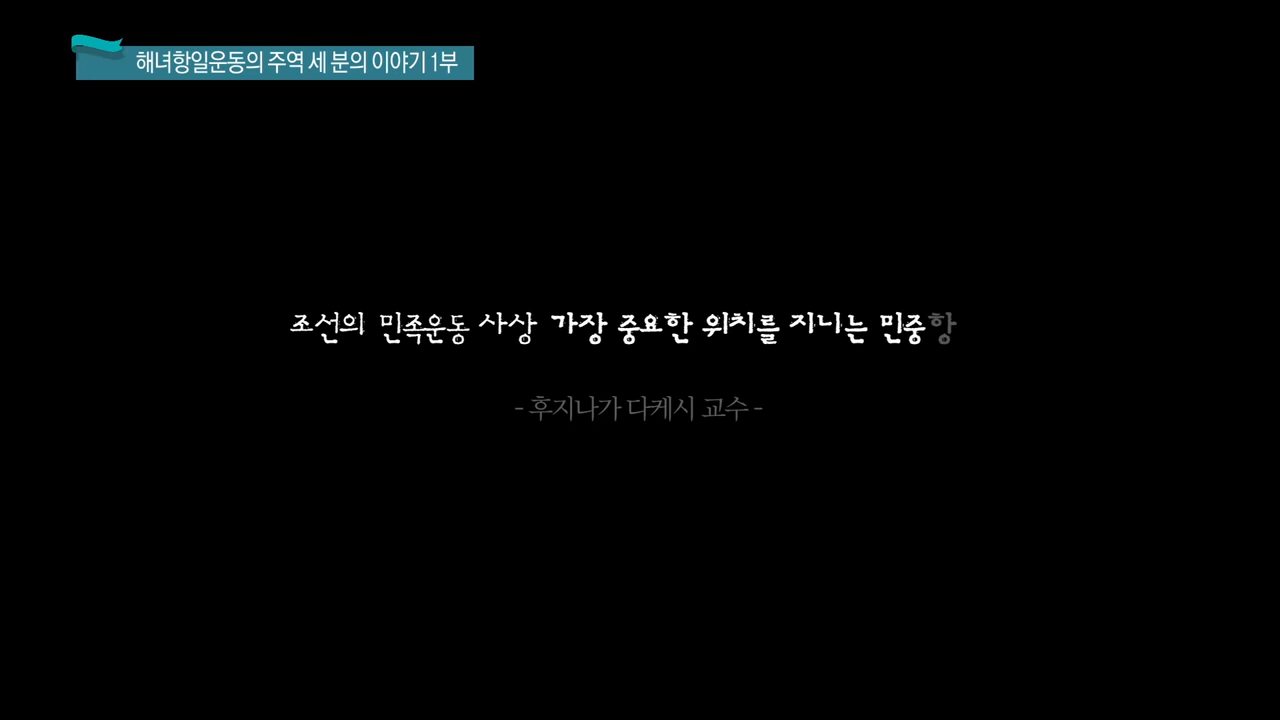 해녀항일운동의 주역 세 분의 이야기 1부
조선의 민족운동 사상 가장 중요한 위치를 지니는 민중항
- 후지나가 다케시 교수 -